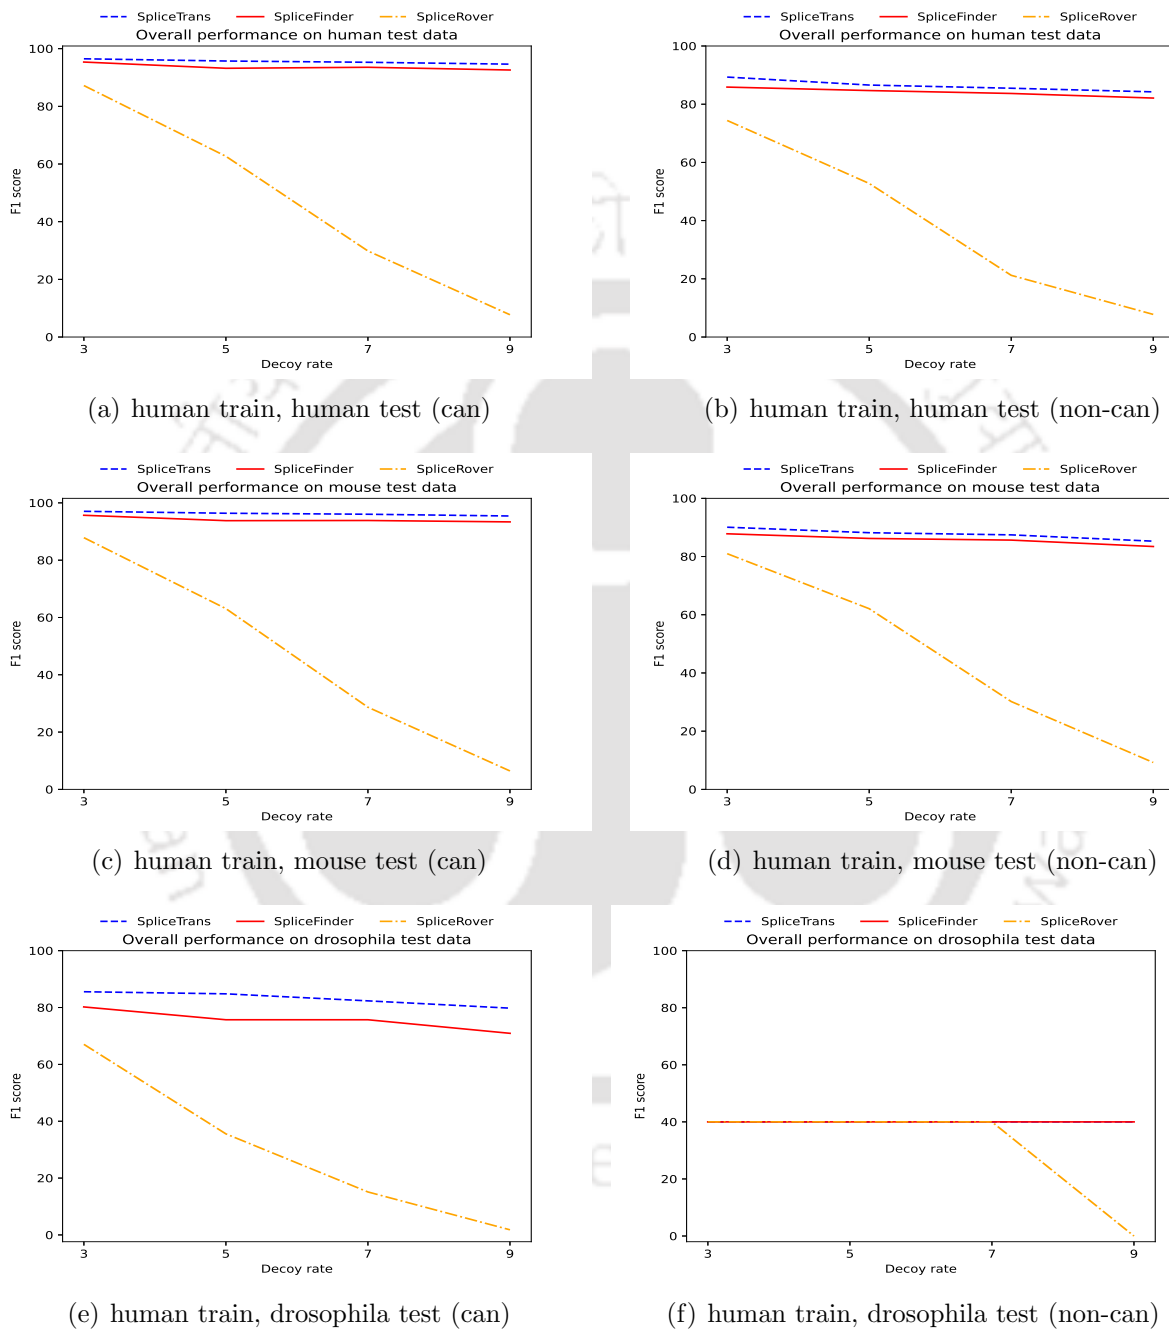 SpliceTrans SpliceFinder SpliceRover
Overall performance on human test data
100
80
60
40
20
0
F1 score
3 5 7 9
Decoy rate
(a) human train, human test (can)
SpliceTrans SpliceFinder SpliceRover
Overall performance on human test data
100
80
60
40
20
0
F1 score
3 5 7 9
Decoy rate
(b) human train, human test (non-can)
SpliceTrans SpliceFinder SpliceRover
Overall performance on mouse test data
100
80
60
40
20
0
F1 score
3 5 7 9
Decoy rate
(c) human train, mouse test (can)
SpliceTrans SpliceFinder SpliceRover
Overall performance on mouse test data
100
80
60
40
20
0
F1 score
3 5 7 9
Decoy rate
(d) human train, mouse test (non-can)
SpliceTrans SpliceFinder SpliceRover
Overall performance on drosophila test data
100
80
60
40
20
0
F1 score
3 5 7 9
Decoy rate
(e) human train, drosophila test (can)
SpliceTrans SpliceFinder SpliceRover
Overall performance on drosophila test data
100
80
60
40
20
0
F1 score
3 5 7 9
Decoy rate
(f) human train, drosophila test (non-can)